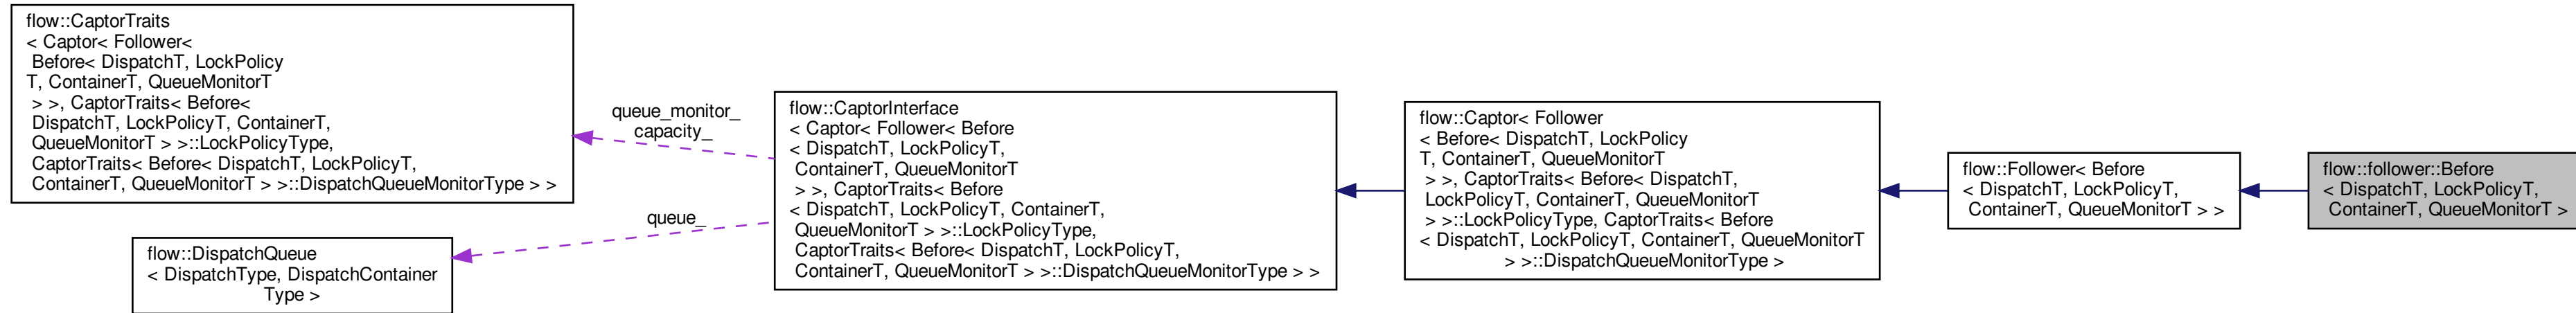 flow::CaptorTraits
< Captor< Follower<
Before< DispatchT, LockPolicy
T, ContainerT, QueueMonitorT
> >, CaptorTraits< Before<
DispatchT, LockPolicyT, ContainerT,
QueueMonitorT > >::LockPolicyType,
CaptorTraits< Before< DispatchT, LockPolicyT,
ContainerT, QueueMonitorT > >::DispatchQueueMonitorType > >
flow::DispatchQueue
< DispatchType, DispatchContainer
Type >
queue_monitor_
capacity_
queue_
flow::CaptorInterface
< Captor< Follower< Before
< DispatchT, LockPolicyT,
ContainerT, QueueMonitorT
> >, CaptorTraits< Before
< DispatchT, LockPolicyT, ContainerT,
QueueMonitorT > >::LockPolicyType,
CaptorTraits< Before< DispatchT, LockPolicyT,
ContainerT, QueueMonitorT > >::DispatchQueueMonitorType > >
flow::Captor< Follower
< Before< DispatchT, LockPolicy
T, ContainerT, QueueMonitorT
> >, CaptorTraits< Before< DispatchT,
LockPolicyT, ContainerT, QueueMonitorT
> >::LockPolicyType, CaptorTraits< Before
< DispatchT, LockPolicyT, ContainerT, QueueMonitorT
> >::DispatchQueueMonitorType >
flow::Follower< Before
< DispatchT, LockPolicyT,
ContainerT, QueueMonitorT > >
flow::follower::Before
< DispatchT, LockPolicyT,
ContainerT, QueueMonitorT >